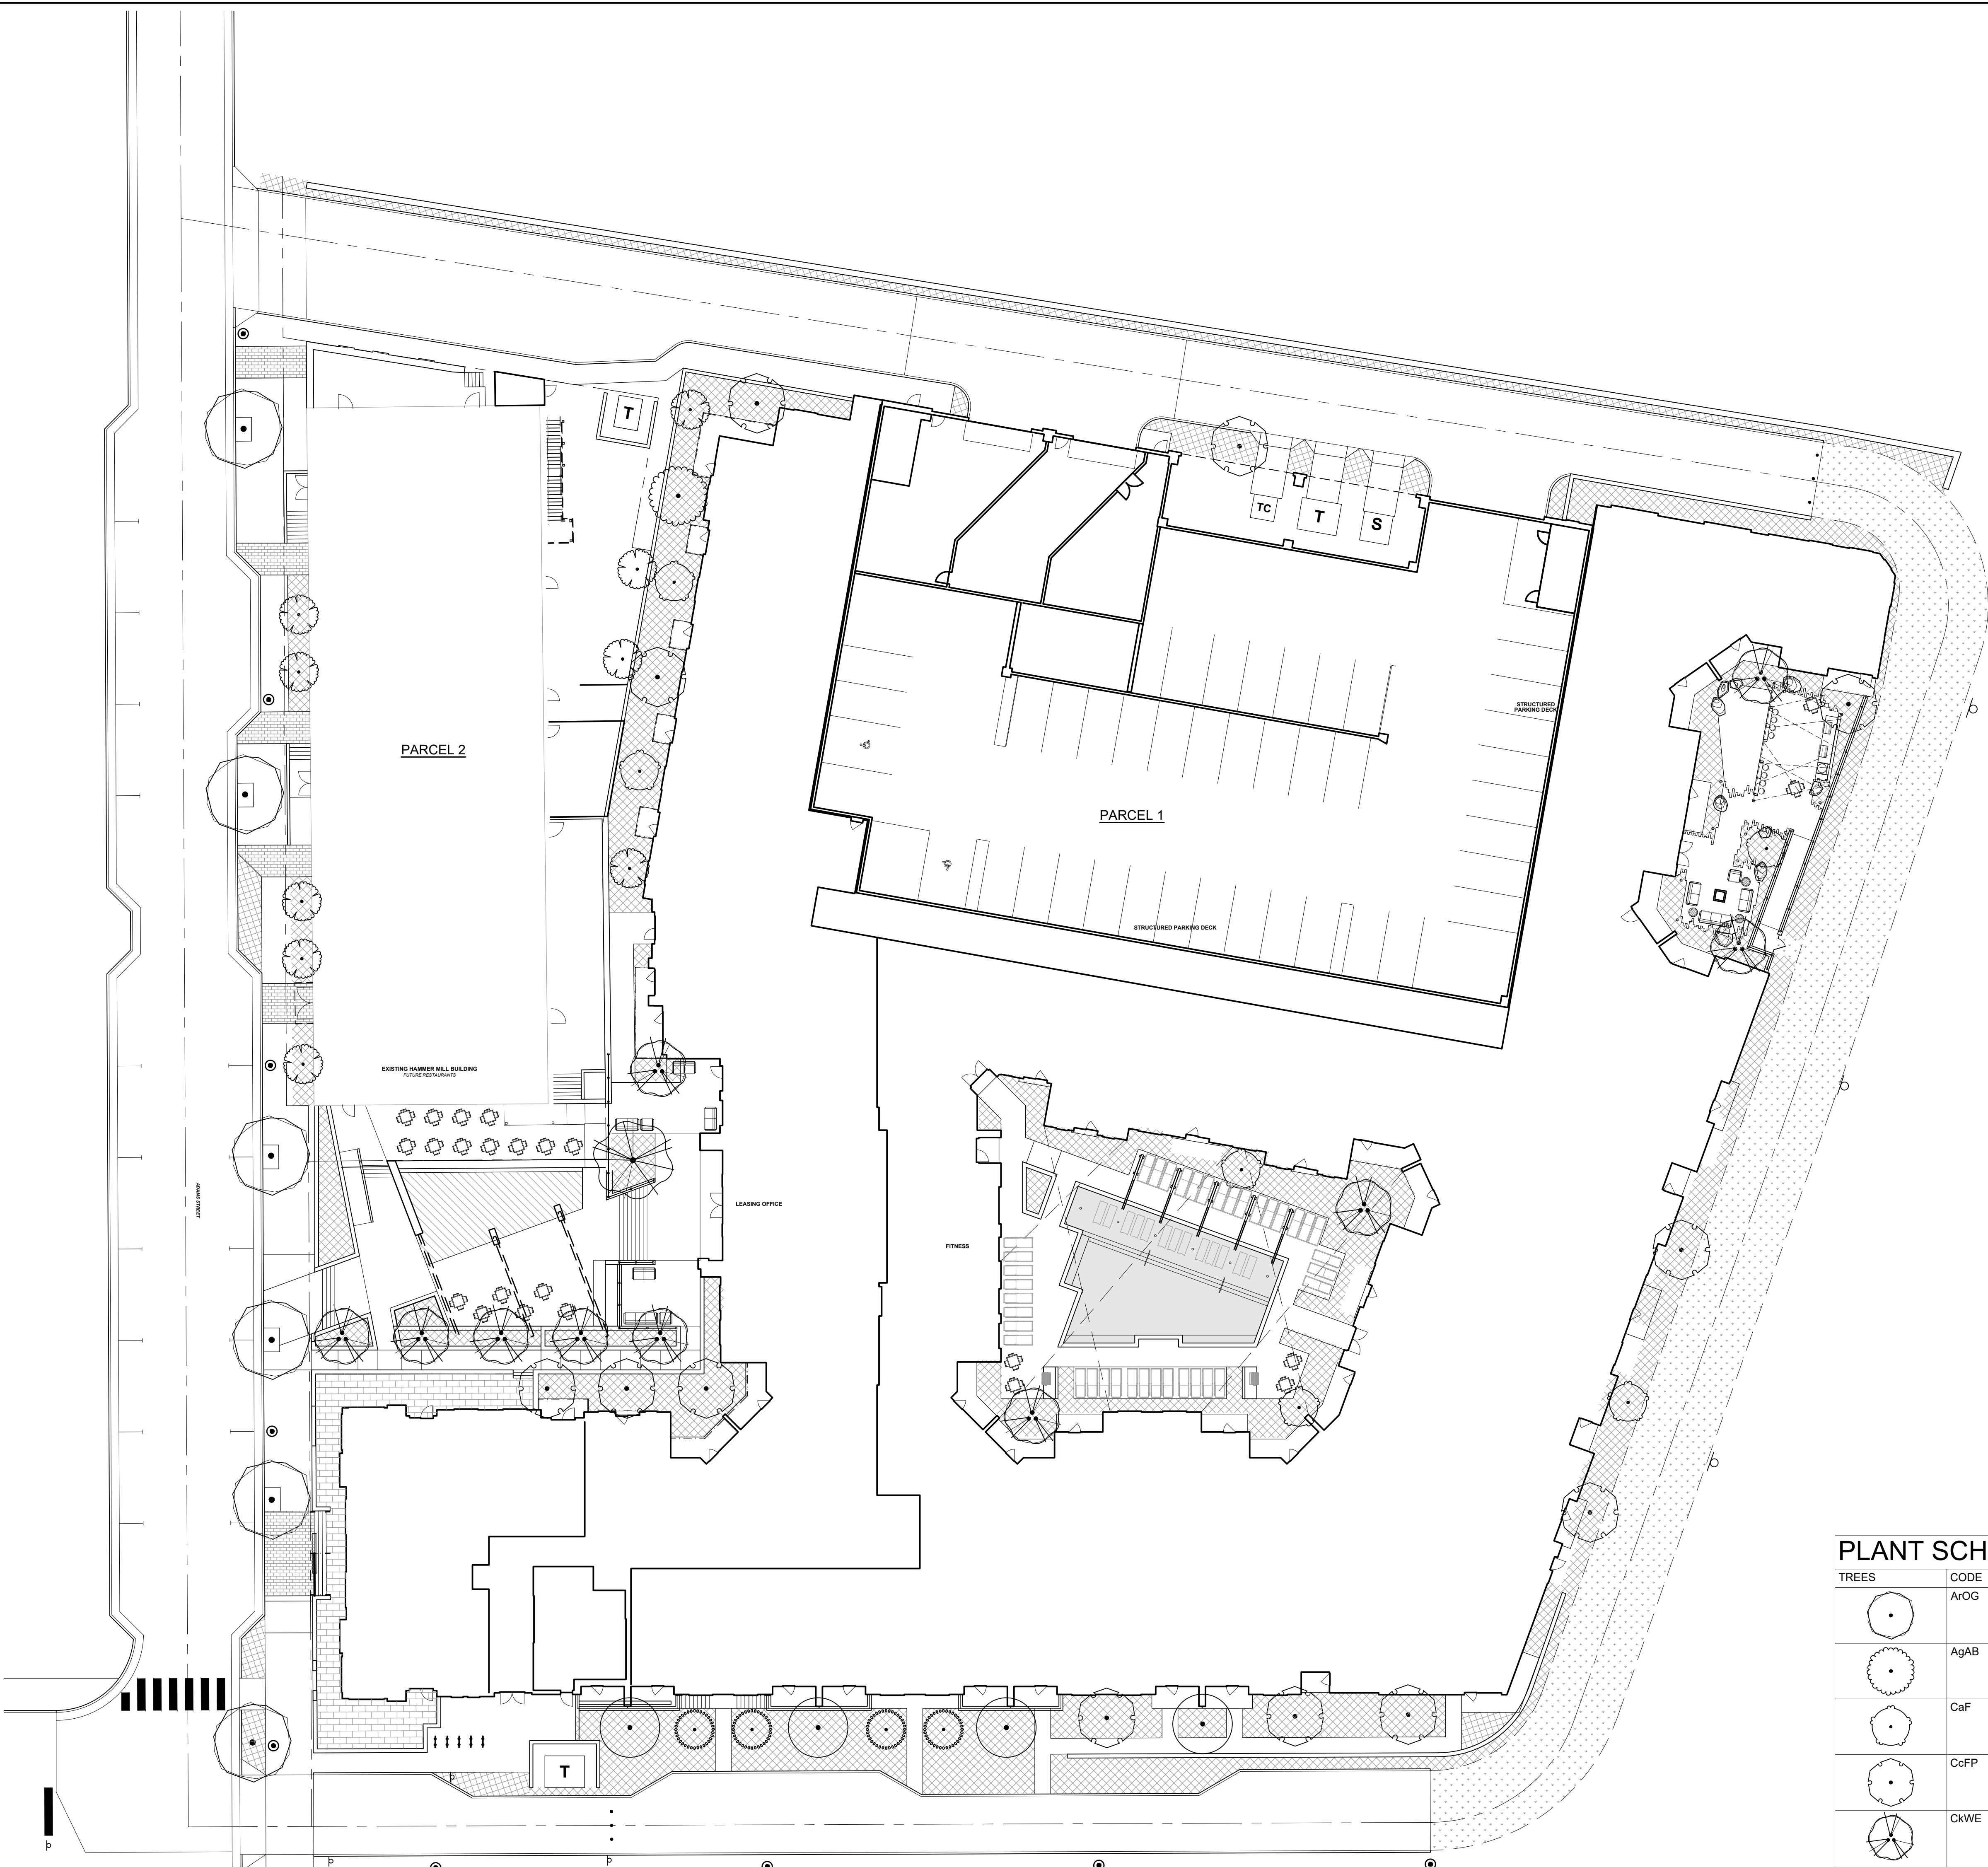 T
TC
T
S
STRUCTURED
PARKING DECK
PARCEL 2
PARCEL 1
STRUCTURED PARKING DECK
EXISTING HAMMER MILL BUILDING
FUTURE RESTAURANTS
ADAMS STREET
LEASING OFFICE
FITNESS
T
PLANT SCH
TREES CODE
ArOG
AgAB
CaF
CcFP
CkWE